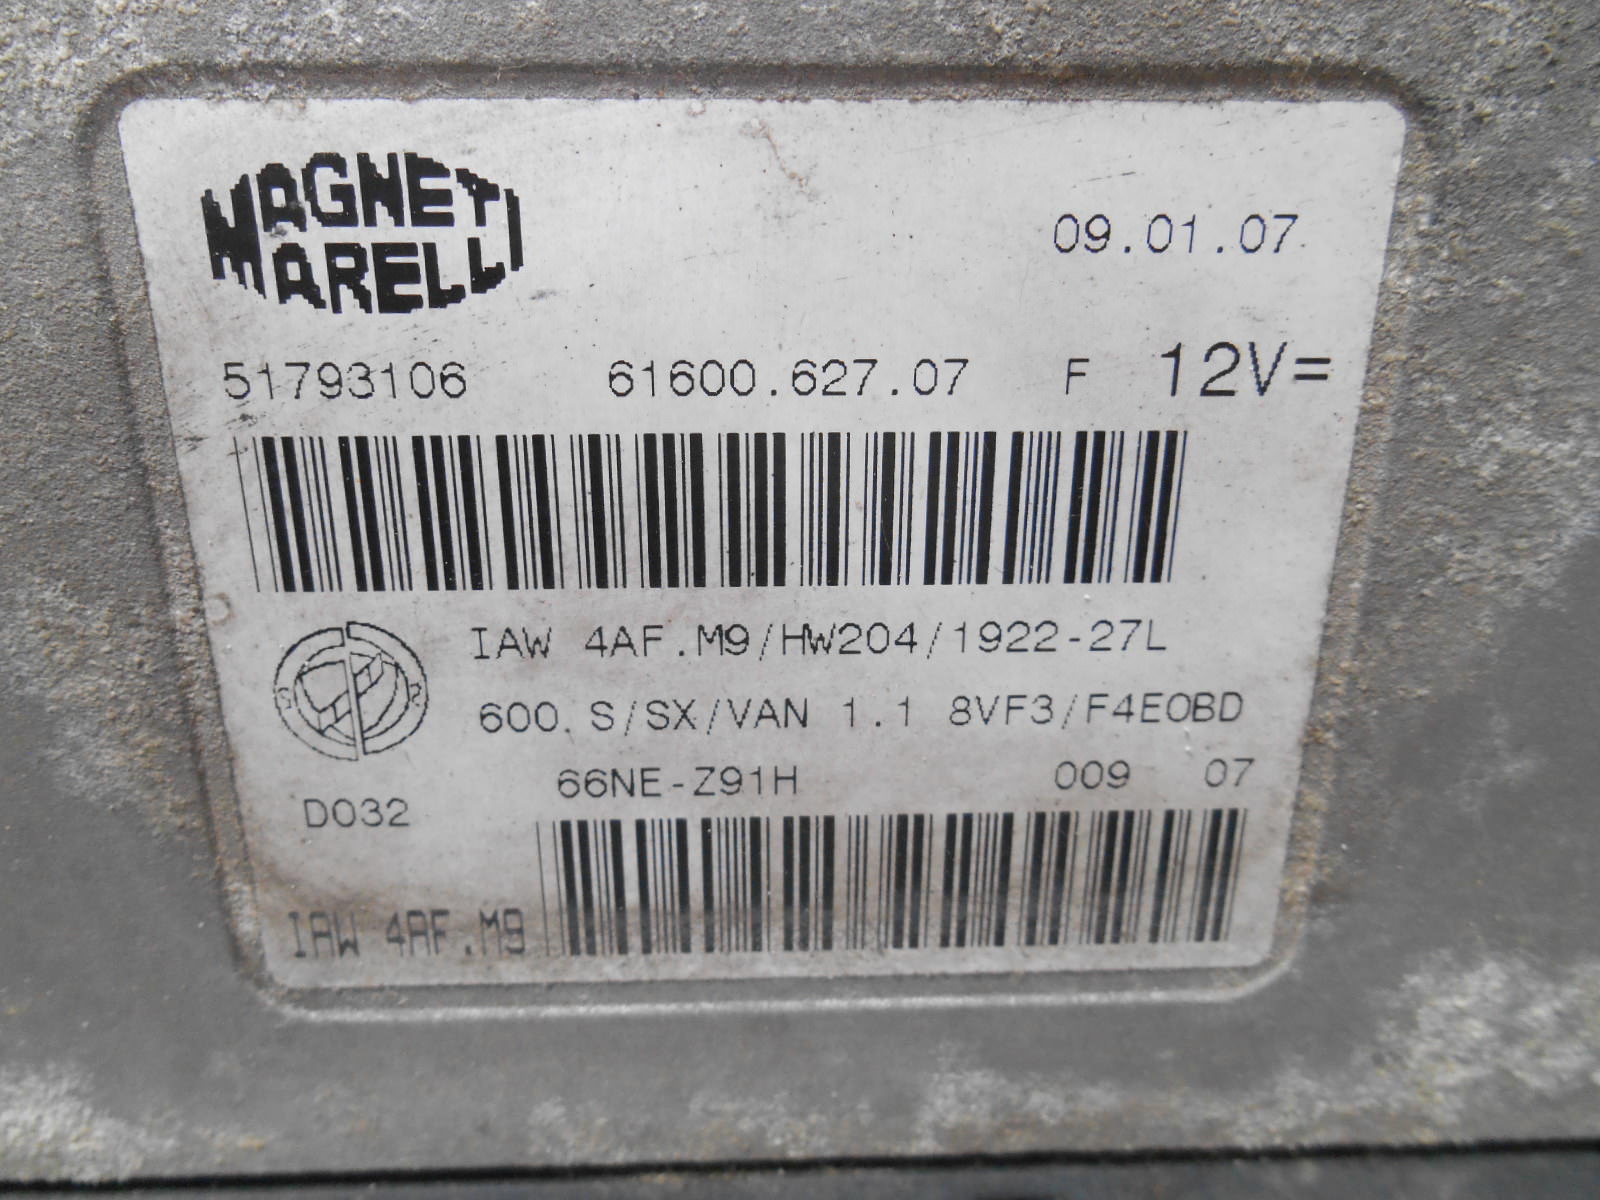 MAGNETI
MARELLI
09.01.07
51793106 61600.627.07 F 12V=
IAW 4AF.M9/HW204/1922-27L
600.S/SX/VAN 1.1 8VF3/F4EOBD
66NE-Z91H 009 07
D032
IAW 4AF.M9